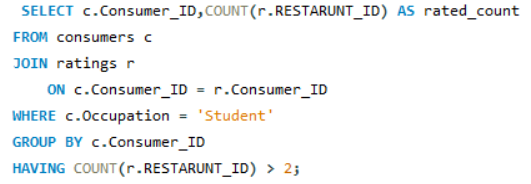 SELECT c.Consumer_ID,COUNT(r.RESTARUNT_ID) AS rated_count
FROM consumers c
JOIN ratings r
ON c.Consumer_ID = r.Consumer_ID
WHERE c.Occupation = 'Student'
GROUP BY c.Consumer_ID
HAVING COUNT(r.RESTARUNT_ID) > 2;